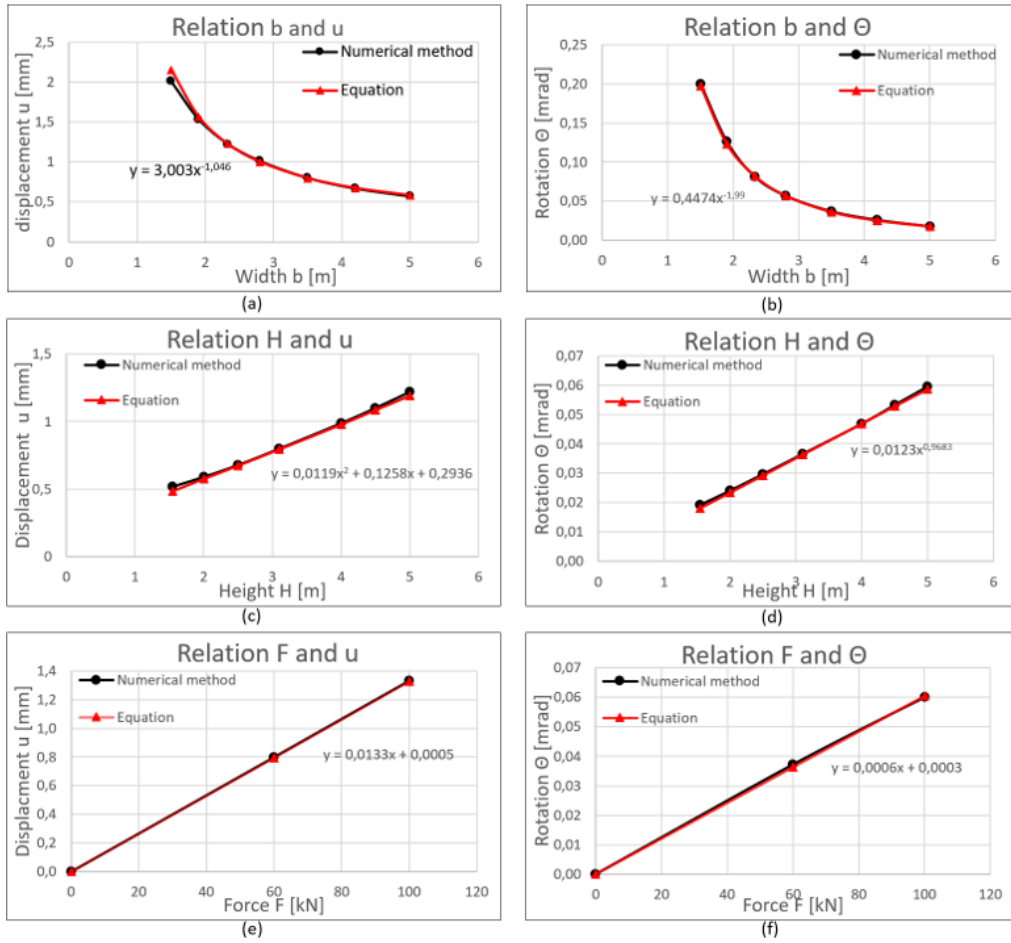 Relation b and u
Numerical method
Equation
y = 3,003x^-1,046
displacement u [mm]
2,5
2
1,5
1
0,5
0
0 1 2 3 4 5 6
Width b [m]
(a)
Relation b and Θ
Numerical method
Equation
y = 0,4474x^-1,99
Rotation Θ [mrad]
0,25
0,20
0,15
0,10
0,05
0,00
0 1 2 3 4 5 6
Width b [m]
(b)
Relation H and u
Numerical method
Equation
y = 0,0119x² + 0,1258x + 0,2936
Displacement u [mm]
1,5
1
0,5
0
0 1 2 3 4 5 6
Height H [m]
(c)
Relation H and Θ
Numerical method
Equation
y = 0,0123x^0,9683
Rotation Θ [mrad]
0,07
0,06
0,05
0,04
0,03
0,02
0,01
0,00
0 1 2 3 4 5 6
Height H [m]
(d)
Relation F and u
Numerical method
Equation
y = 0,0133x + 0,0005
Displacment u [mm]
1,4
1,2
1,0
0,8
0,6
0,4
0,2
0,0
0 20 40 60 80 100 120
Force F [kN]
(e)
Relation F and Θ
Numerical method
Equation
y = 0,0006x + 0,0003
Rotation Θ [mrad]
0,07
0,06
0,05
0,04
0,03
0,02
0,01
0,00
0 20 40 60 80 100 120
Force F [kN]
(f)